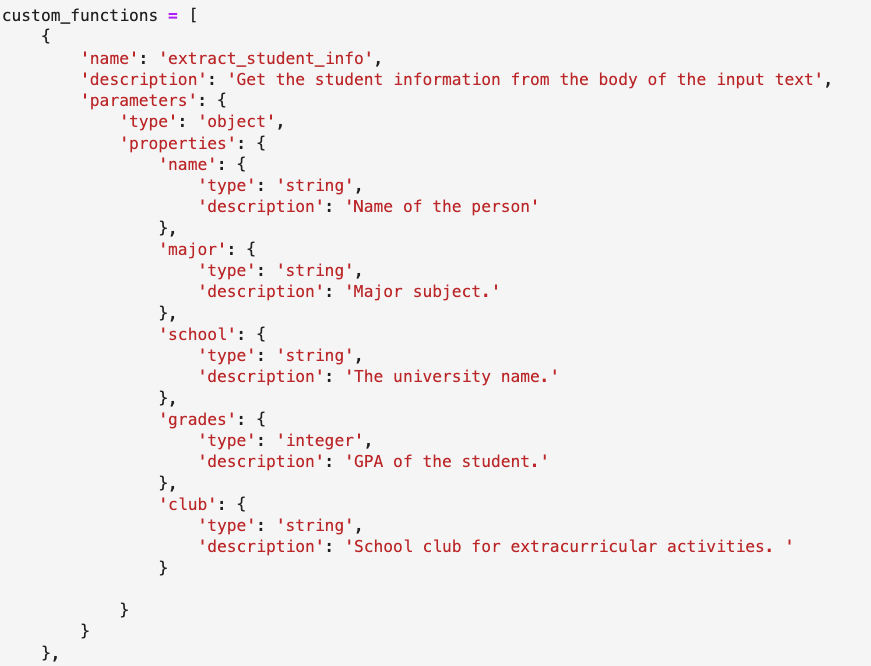 custom_functions = [
    {
        'name': 'extract_student_info',
        'description': 'Get the student information from the body of the input text',
        'parameters': {
            'type': 'object',
            'properties': {
                'name': {
                    'type': 'string',
                    'description': 'Name of the person'
                },
                'major': {
                    'type': 'string',
                    'description': 'Major subject.'
                },
                'school': {
                    'type': 'string',
                    'description': 'The university name.'
                },
                'grades': {
                    'type': 'integer',
                    'description': 'GPA of the student.'
                },
                'club': {
                    'type': 'string',
                    'description': 'School club for extracurricular activities. '
                }

            }
        }
    },